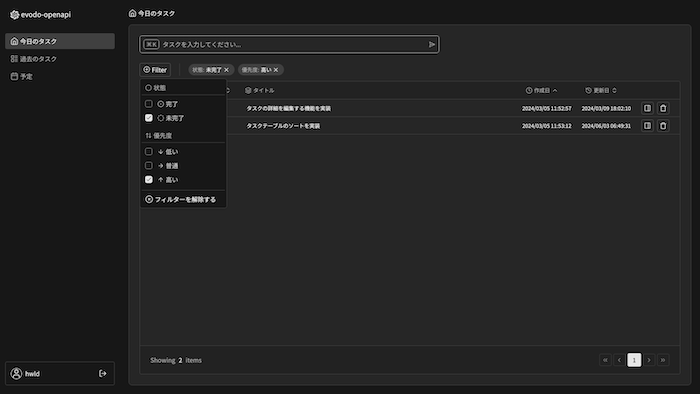 evodo-openapi
今日のタスク
今日のタスク
過去のタスク
予定
⌘K タスクを入力してください...
Filter 状態: 未完了 優先度: 高い
状態
完了
未完了
優先度
低い
普通
高い
フィルターを解除する
タイトル 作成日 更新日
タスクの詳細を編集する機能を実装 2024/03/05 11:52:57 2024/03/09 18:02:10
タスクテーブルのソートを実装 2024/03/05 11:53:12 2024/06/03 06:49:31
Showing 2 items
1
hwld